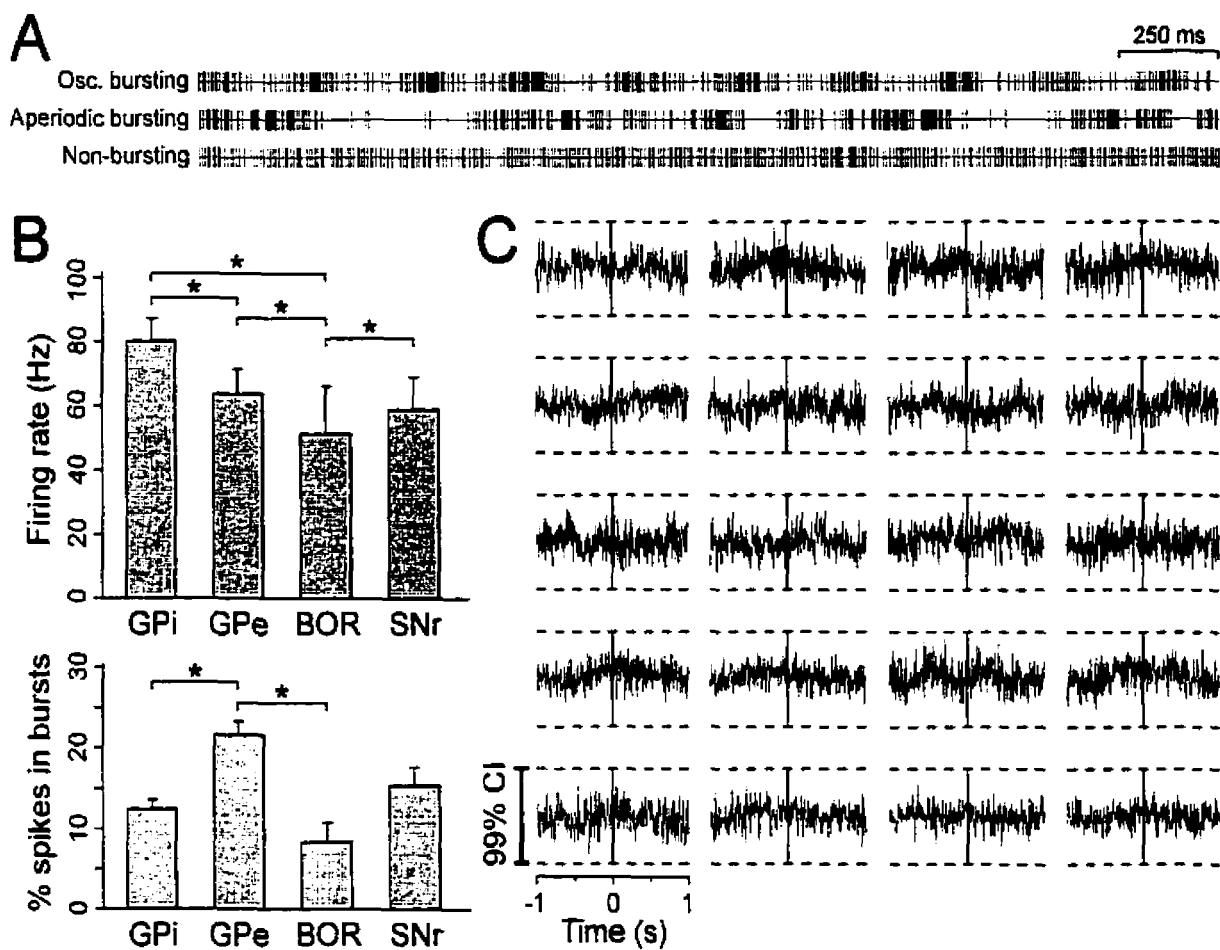 A
250 ms
Osc. bursting
Aperiodic bursting
Non-bursting
B
Firing rate (Hz)
100
80
60
40
20
0
* * * *
GPi GPe BOR SNr
% spikes in bursts
30
20
10
0
* *
GPi GPe BOR SNr
C
99% CI
-1 0 1
Time (s)